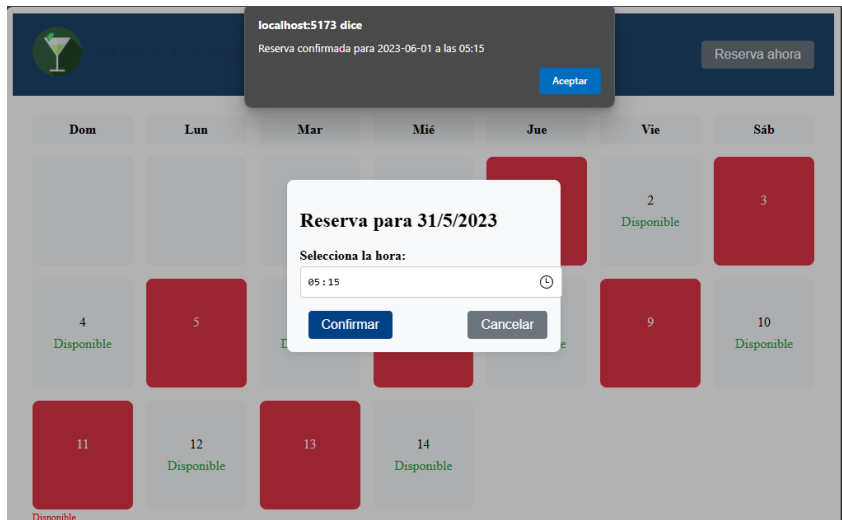 localhost:5173 dice
Reserva confirmada para 2023-06-01 a las 05:15
Aceptar
Reserva ahora
Dom Lun Mar Mié Jue Vie Sáb
2
Disponible
3
Reserva para 31/5/2023
Selecciona la hora:
05:15
Confirmar Cancelar
4
Disponible
5
9
10
Disponible
11
12
Disponible
13
14
Disponible
Disponible